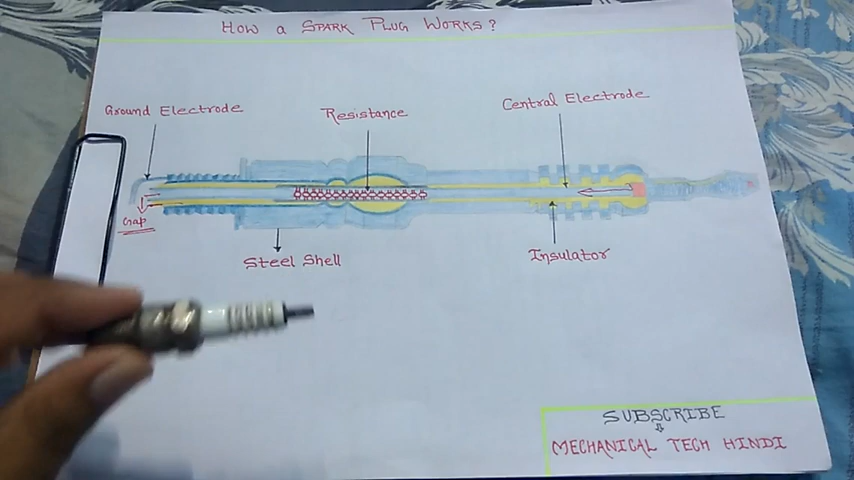 How a Spark Plug Works?
Ground Electrode
Resistance
Central Electrode
Gap
Steel Shell
Insulator
SUBSCRIBE
MECHANICAL TECH HINDI